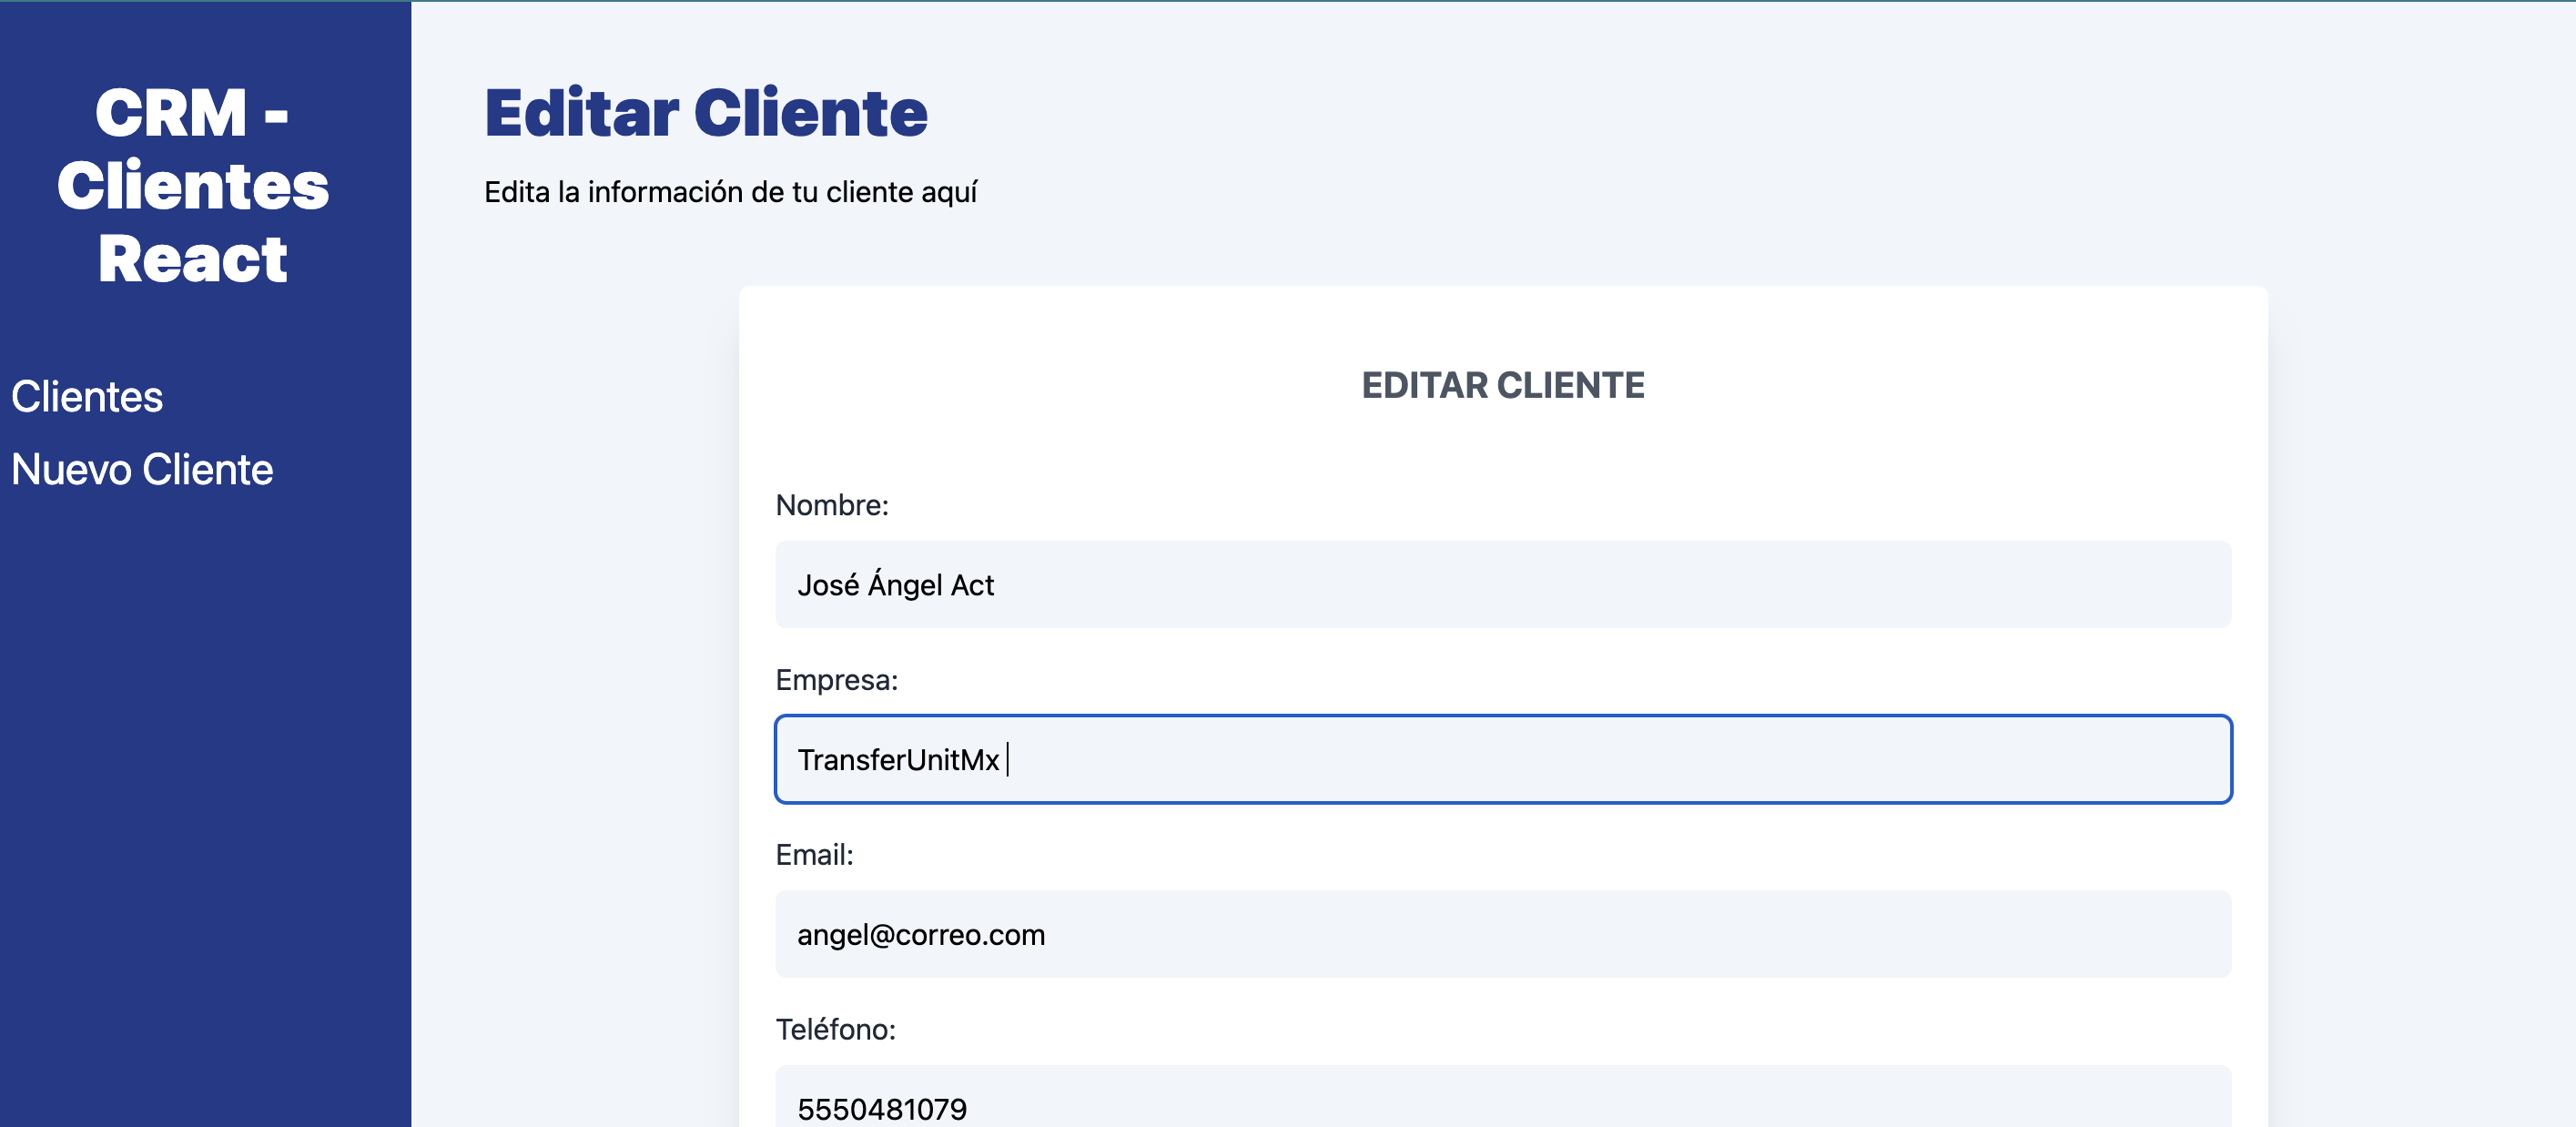 CRM -
Clientes
React
Clientes
Nuevo Cliente
Editar Cliente
Edita la información de tu cliente aquí
EDITAR CLIENTE
Nombre:
José Ángel Act
Empresa:
TransferUnitMx
Email:
angel@correo.com
Teléfono:
5550481079